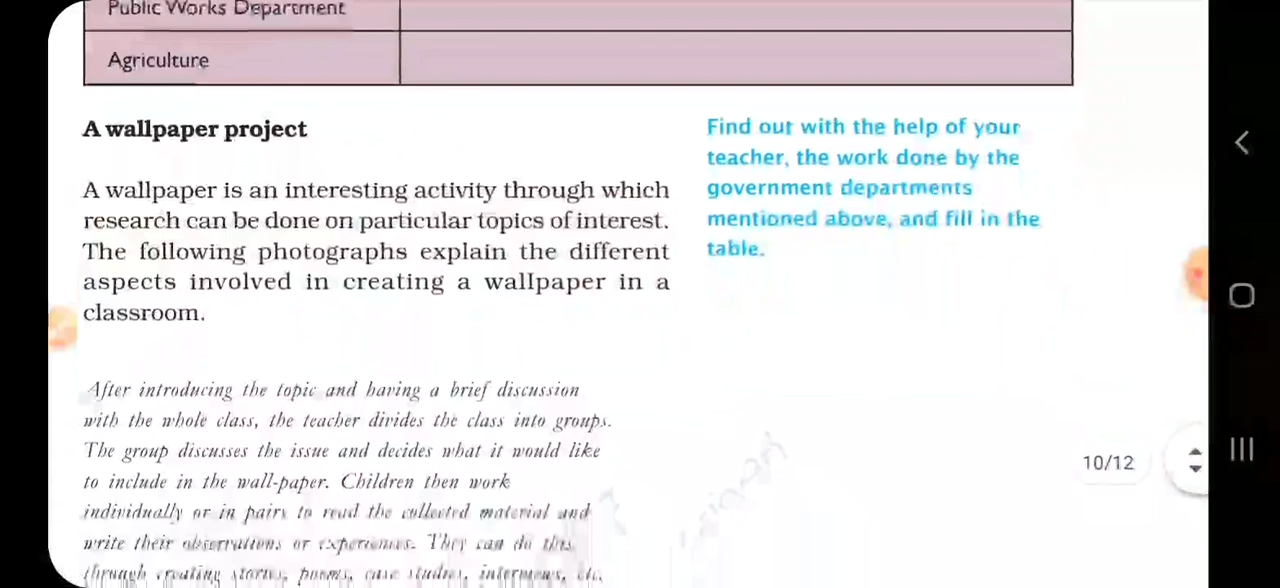 Public Works Department
Agriculture
A wallpaper project
A wallpaper is an interesting activity through which
research can be done on particular topics of interest.
The following photographs explain the different
aspects involved in creating a wallpaper in a
classroom.
Find out with the help of your
teacher, the work done by the
government departments
mentioned above, and fill in the
table.
After introducing the topic and having a brief discussion
with the whole class, the teacher divides the class into groups.
The group discusses the issue and decides what it would like
to include in the wall-paper. Children then work
individually or in pairs to read the collected material and
write their observations or experiences. They can do this
through creating stories, poems, case studies, interviews, etc.
10/12